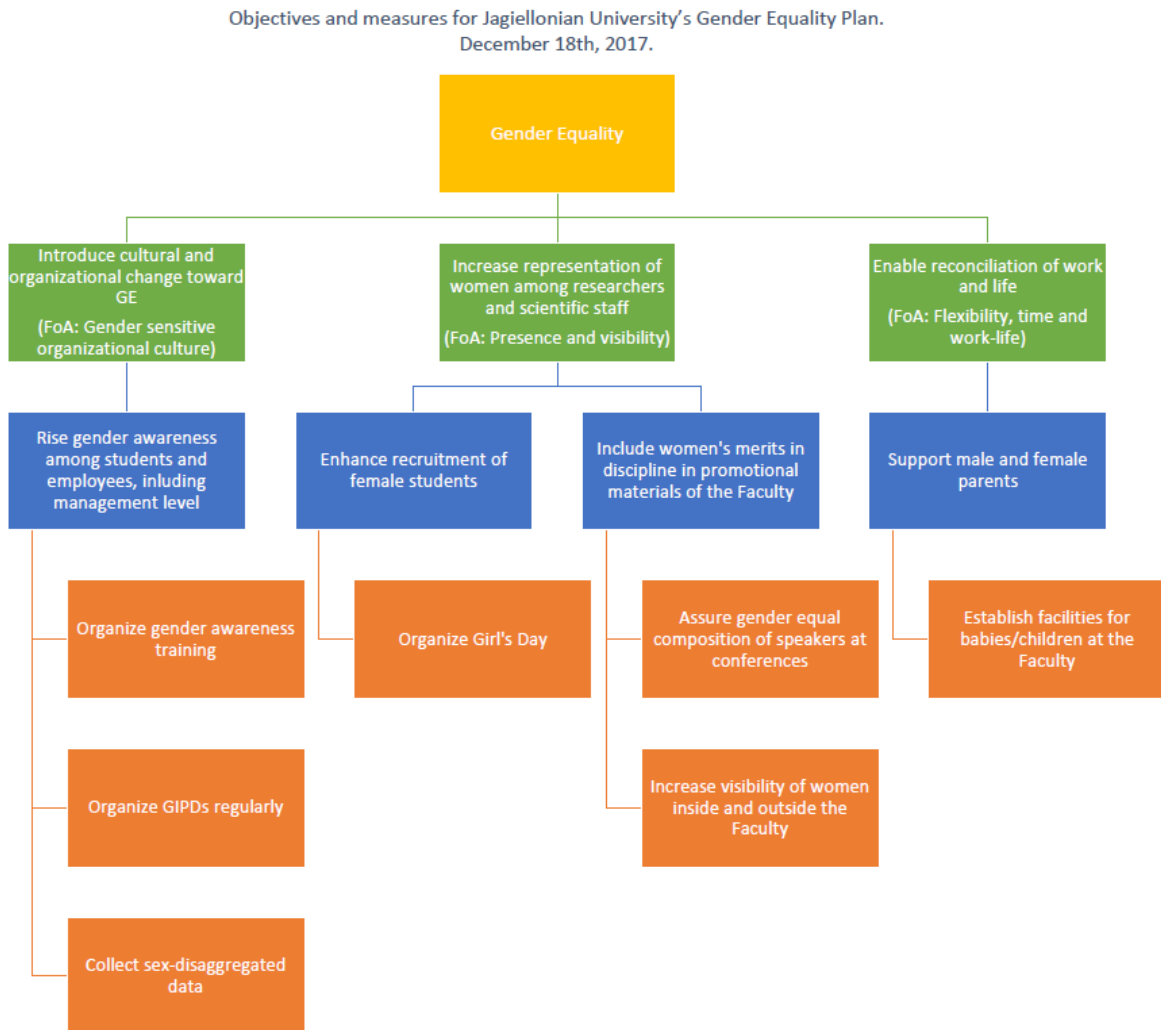 Objectives and measures for Jagiellonian University’s Gender Equality Plan.
December 18th, 2017.
Gender Equality
Introduce cultural and
organizational change toward
GE
(FoA: Gender sensitive
organizational culture)
Increase representation of
women among researchers
and scientific staff
(FoA: Presence and visibility)
Enable reconciliation of work
and life
(FoA: Flexibility, time and
work-life)
Rise gender awareness
among students and
employees, inluding
management level
Enhance recruitment of
female students
Include women's merits in
discipline in promotional
materials of the Faculty
Support male and female
parents
Organize gender awareness
training
Organize Girl's Day
Assure gender equal
composition of speakers at
conferences
Establish facilities for
babies/children at the
Faculty
Organize GIPDs regularly
Increase visibility of women
inside and outside the
Faculty
Collect sex-disaggregated
data